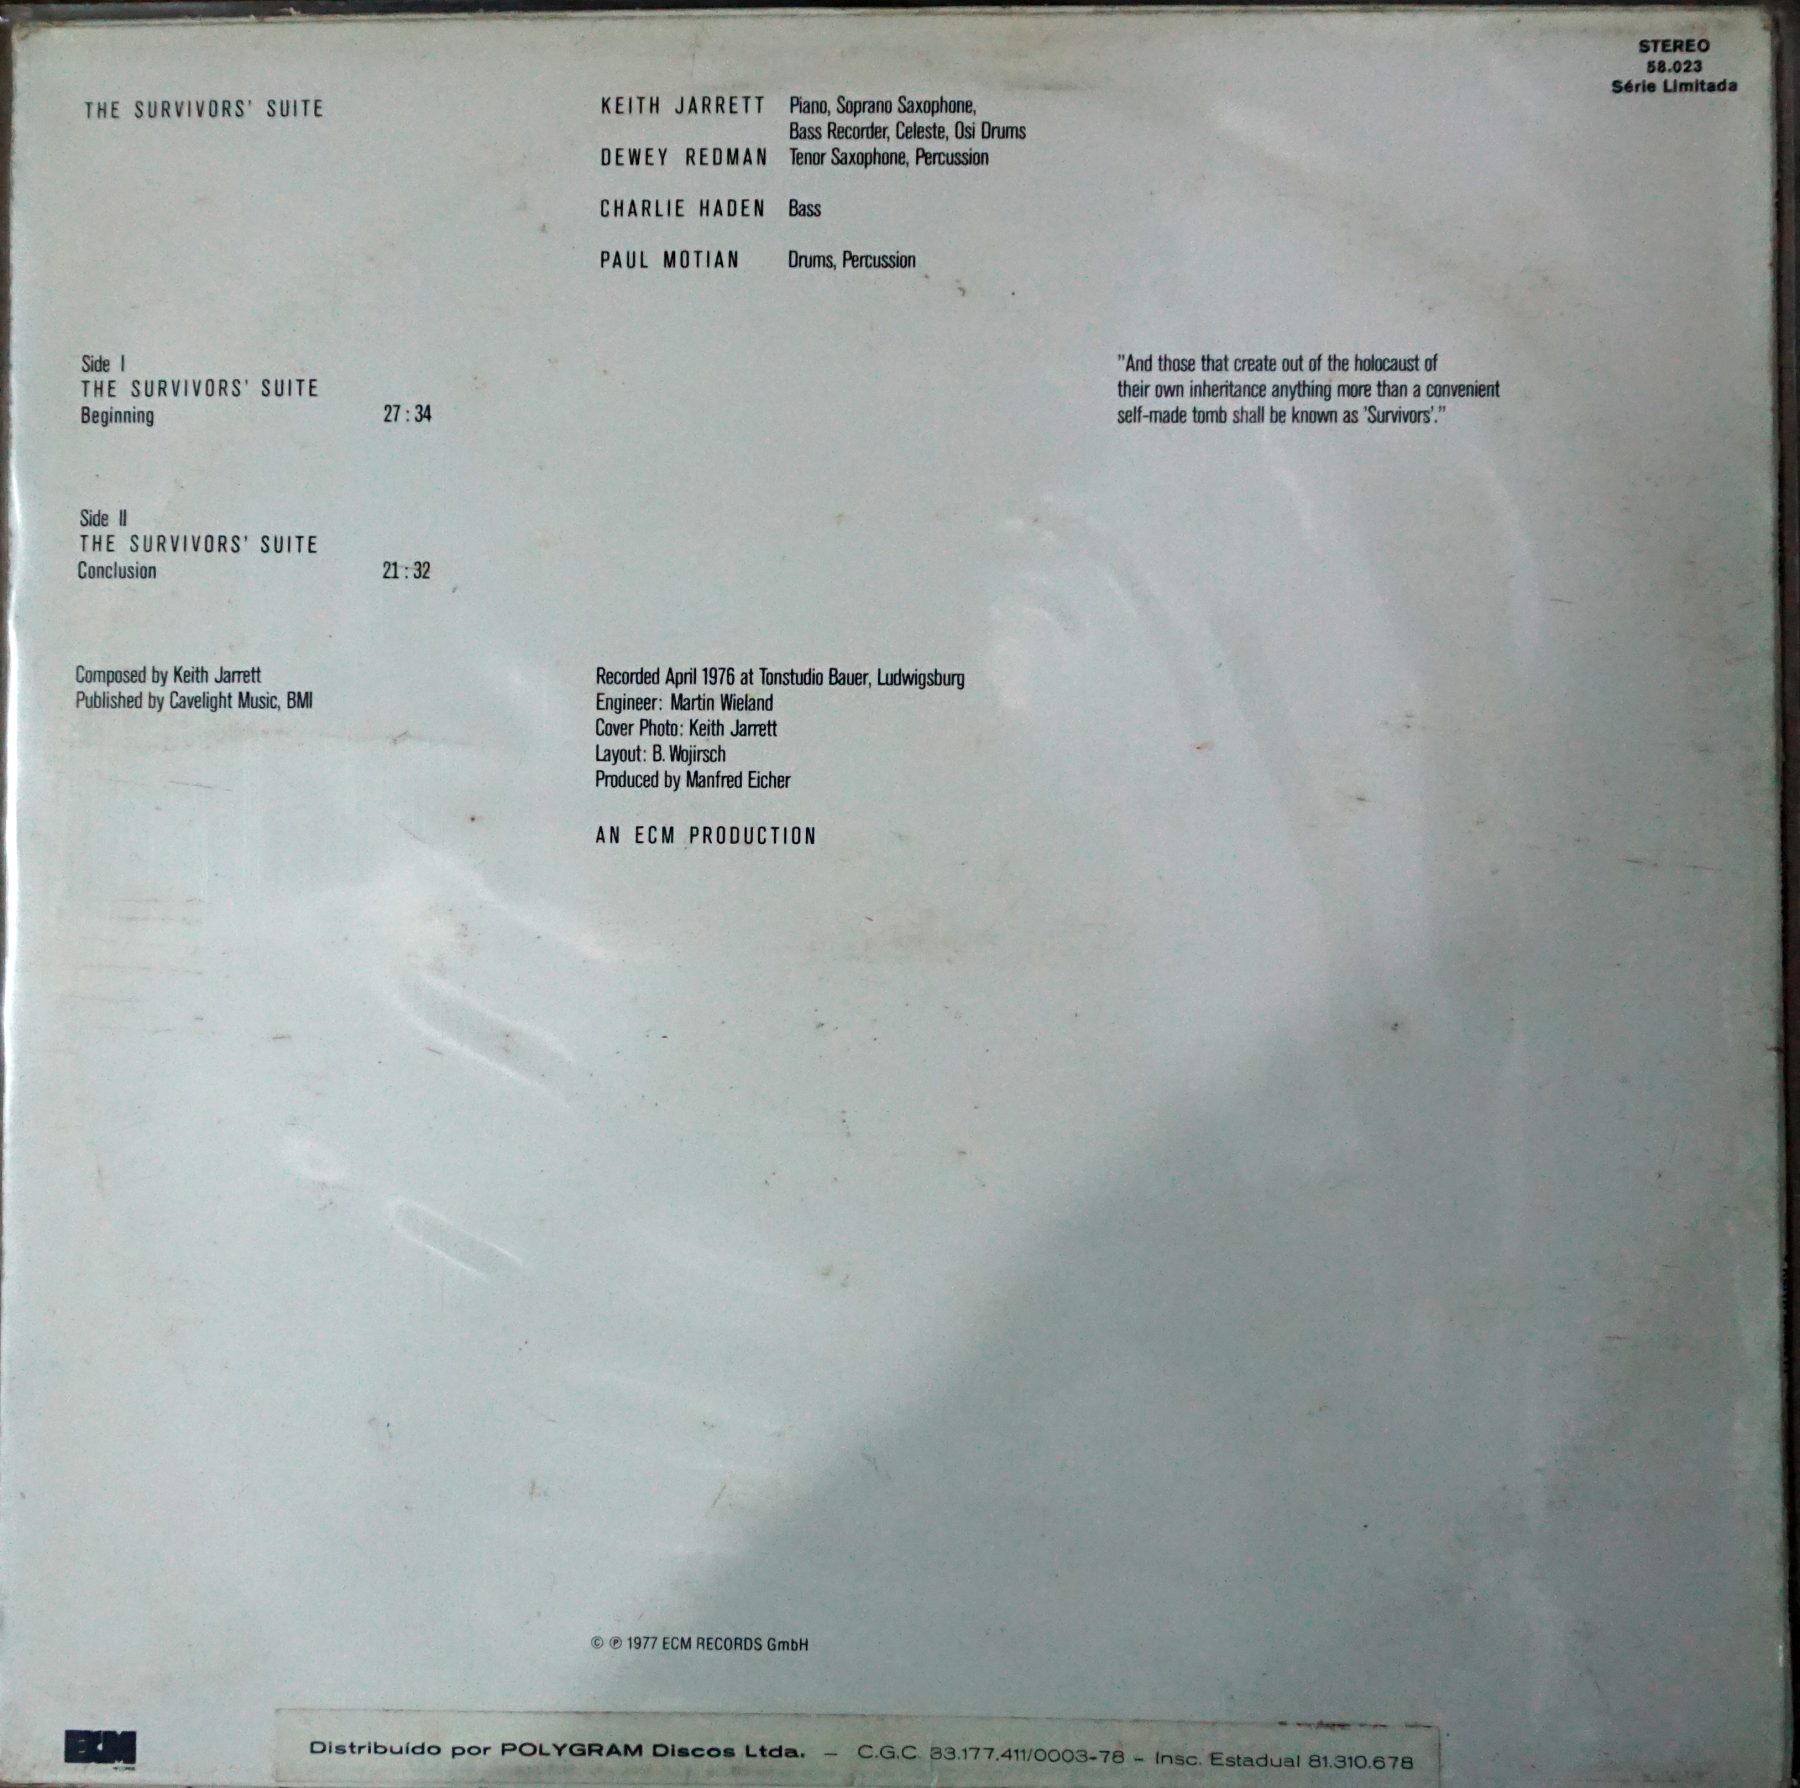 STEREO
58.023
Série Limitada
THE SURVIVORS' SUITE
KEITH JARRETT Piano, Soprano Saxophone,
Bass Recorder, Celeste, Osi Drums
DEWEY REDMAN Tenor Saxophone, Percussion
CHARLIE HADEN Bass
PAUL MOTIAN Drums, Percussion
Side I
THE SURVIVORS' SUITE
Beginning 27:34
"And those that create out of the holocaust of
their own inheritance anything more than a convenient
self-made tomb shall be known as 'Survivors'."
Side II
THE SURVIVORS' SUITE
Conclusion 21:32
Composed by Keith Jarrett
Published by Cavelight Music, BMI
Recorded April 1976 at Tonstudio Bauer, Ludwigsburg
Engineer: Martin Wieland
Cover Photo: Keith Jarrett
Layout: B. Wojirsch
Produced by Manfred Eicher
AN ECM PRODUCTION
© ℗ 1977 ECM RECORDS GmbH
ECM
Distribuído por POLYGRAM Discos Ltda. — C.G.C. 33.177.411/0003-78 – Insc. Estadual 81.310.678